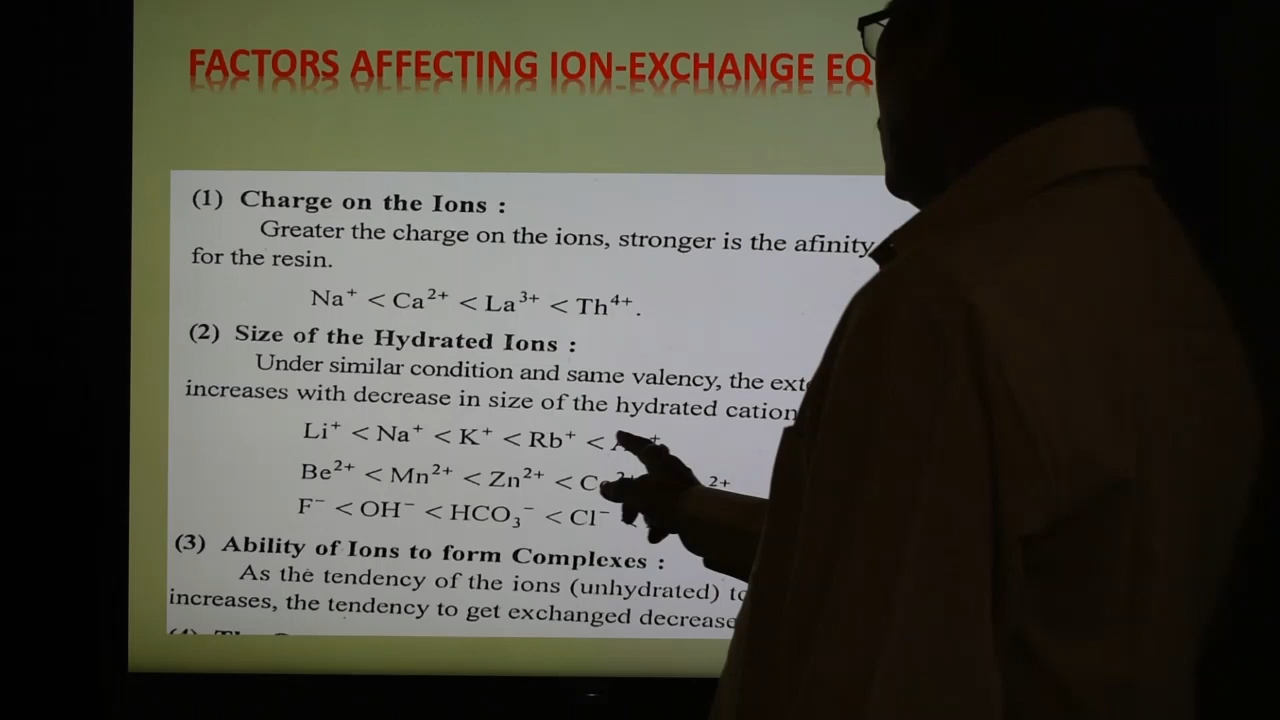 FACTORS AFFECTING ION-EXCHANGE EQ
(1) Charge on the Ions :
Greater the charge on the ions, stronger is the afinity
for the resin.
Na⁺ < Ca²⁺ < La³⁺ < Th⁴⁺.
(2) Size of the Hydrated Ions :
Under similar condition and same valency, the
increases with decrease in size of the hydrated cation
Li⁺ < Na⁺ < K⁺ < Rb⁺ <
Be²⁺ < Mn²⁺ < Zn²⁺ < 2+
F⁻ < OH⁻ < HCO₃⁻ < Cl⁻
(3) Ability of Ions to form Complexes :
As the tendency of the ions (unhydrated)
increases, the tendency to get exchanged decrease